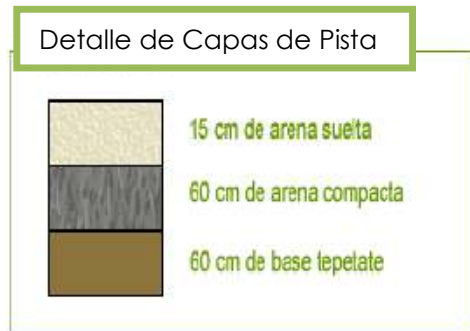 Detalle de Capas de Pista
15 cm de arena suelta
60 cm de arena compacta
60 cm de base tepetate